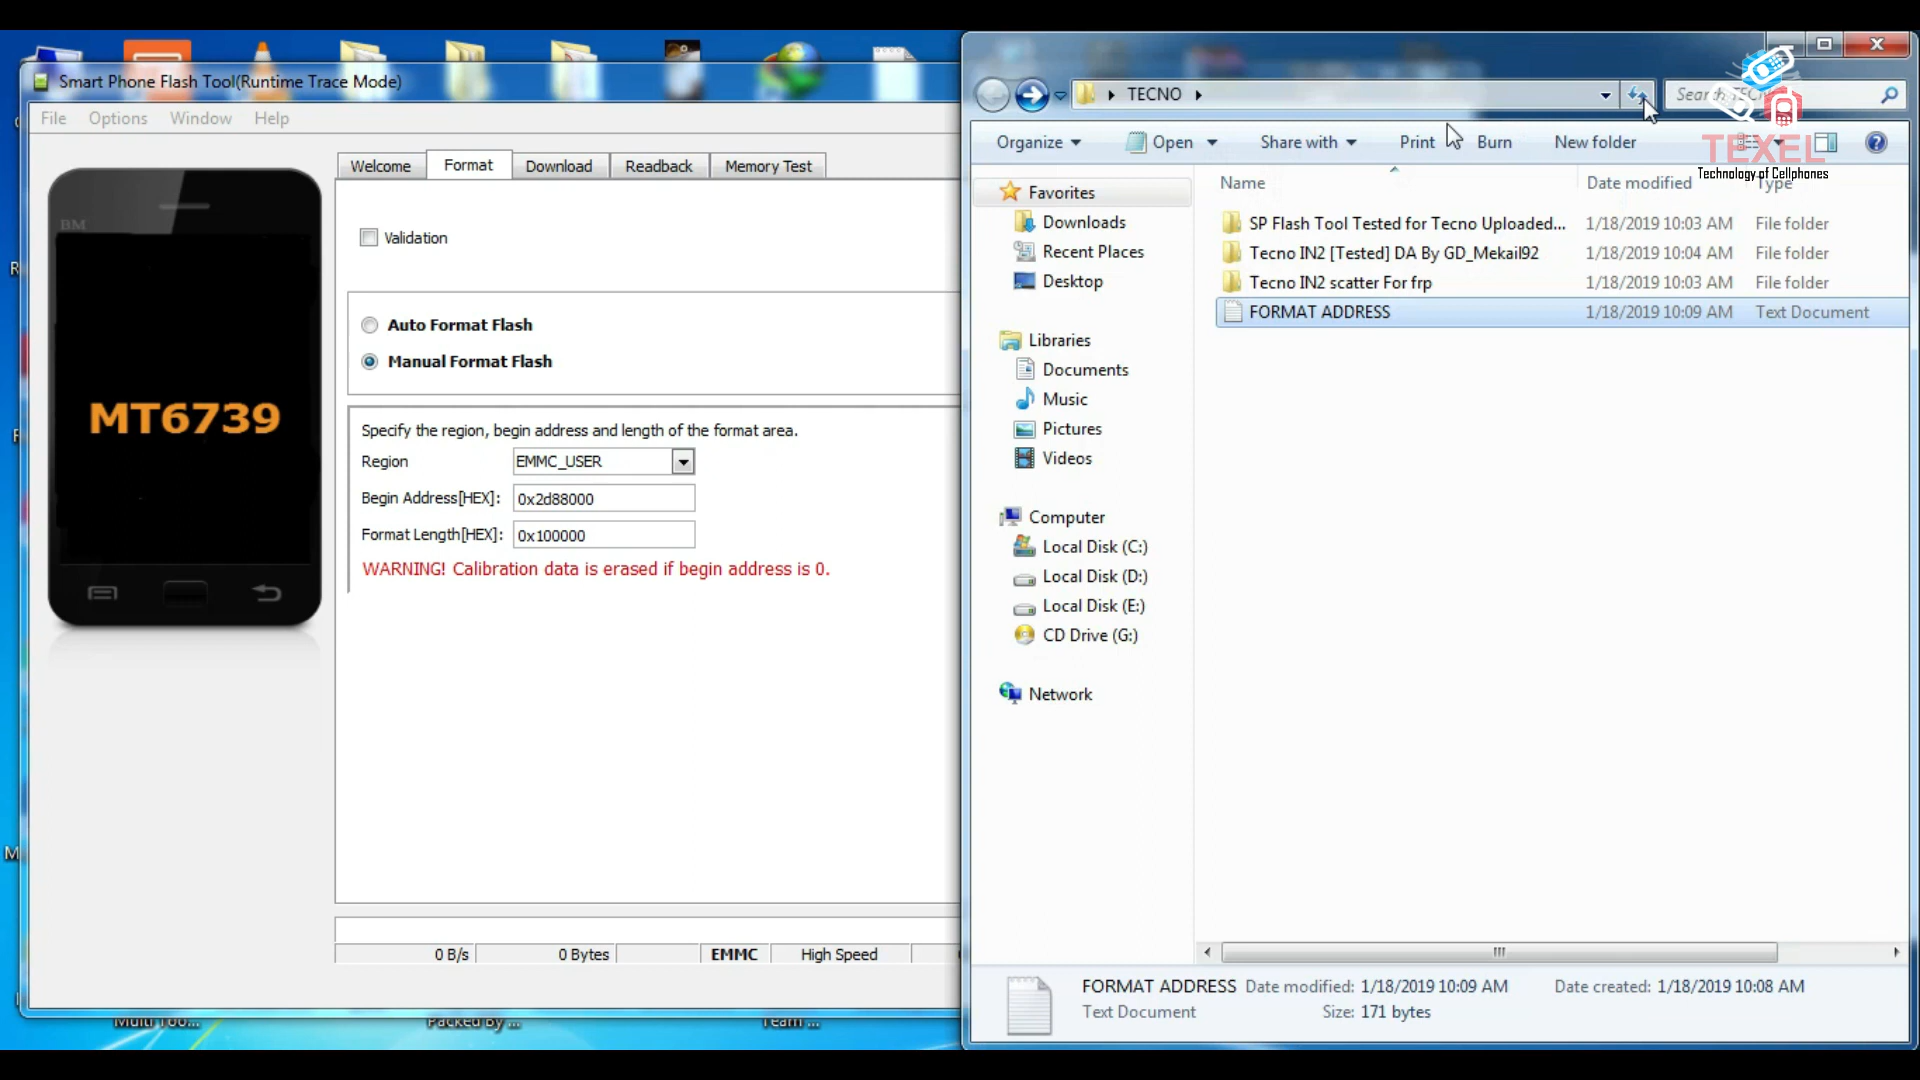 Smart Phone Flash Tool(Runtime Trace Mode)
File Options Window Help
Welcome Format Download Readback Memory Test
BM
MT6739
Validation
Auto Format Flash
Manual Format Flash
Specify the region, begin address and length of the format area.
Region EMMC_USER
Begin Address[HEX]: 0x2d88000
Format Length[HEX]: 0x100000
WARNING! Calibration data is erased if begin address is 0.
0 B/s 0 Bytes EMMC High Speed
Multi Too...
Packed By ...
Team ...
TECNO
Search TECNO
Organize Open Share with Print Burn New folder
TEXEL
Technology of Cellphones
Name Date modified Type
SP Flash Tool Tested for Tecno Uploaded... 1/18/2019 10:03 AM File folder
Tecno IN2 [Tested] DA By GD_Mekail92 1/18/2019 10:04 AM File folder
Tecno IN2 scatter For frp 1/18/2019 10:03 AM File folder
FORMAT ADDRESS 1/18/2019 10:09 AM Text Document
Favorites
Downloads
Recent Places
Desktop
Libraries
Documents
Music
Pictures
Videos
Computer
Local Disk (C:)
Local Disk (D:)
Local Disk (E:)
CD Drive (G:)
Network
FORMAT ADDRESS Date modified: 1/18/2019 10:09 AM Date created: 1/18/2019 10:08 AM
Text Document Size: 171 bytes